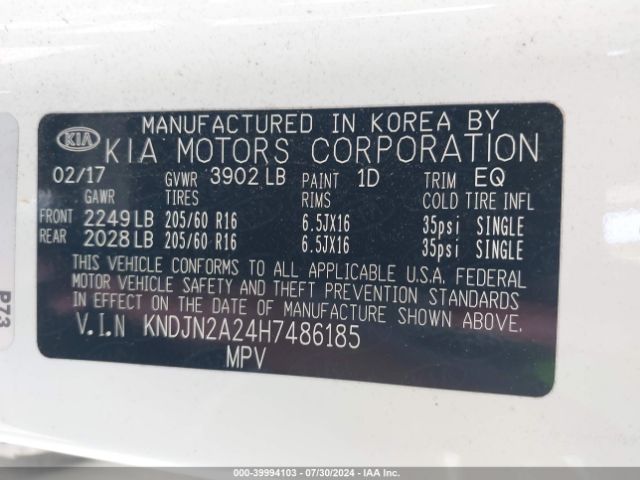 MANUFACTURED IN KOREA BY
KIA KIA MOTORS CORPORATION
02/17 GVWR 3902 LB PAINT 1D TRIM EQ
GAWR TIRES RIMS COLD TIRE INFL
FRONT 2249 LB 205/60 R16 6.5JX16 35psi SINGLE
REAR 2028 LB 205/60 R16 6.5JX16 35psi SINGLE
THIS VEHICLE CONFORMS TO ALL APPLICABLE U.S.A. FEDERAL
MOTOR VEHICLE SAFETY AND THEFT PREVENTION STANDARDS
IN EFFECT ON THE DATE OF MANUFACTURE SHOWN ABOVE.
V.I.N KNDJN2A24H7486185
MPV
P73
000-39994103 - 07/30/2024 - IAA, Inc.